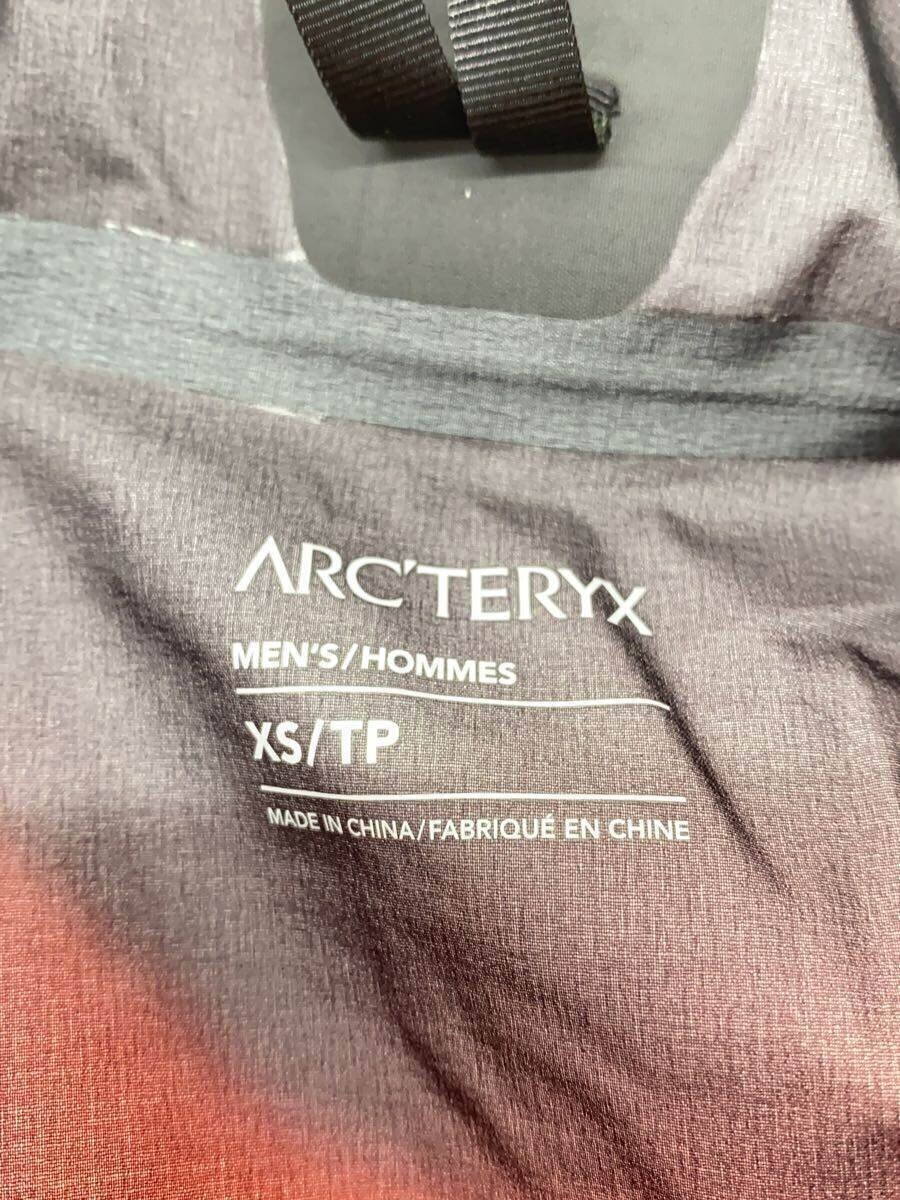 ARC'TERYX
MEN'S/HOMMES
XS/TP
MADE IN CHINA/FABRIQUÉ EN CHINE